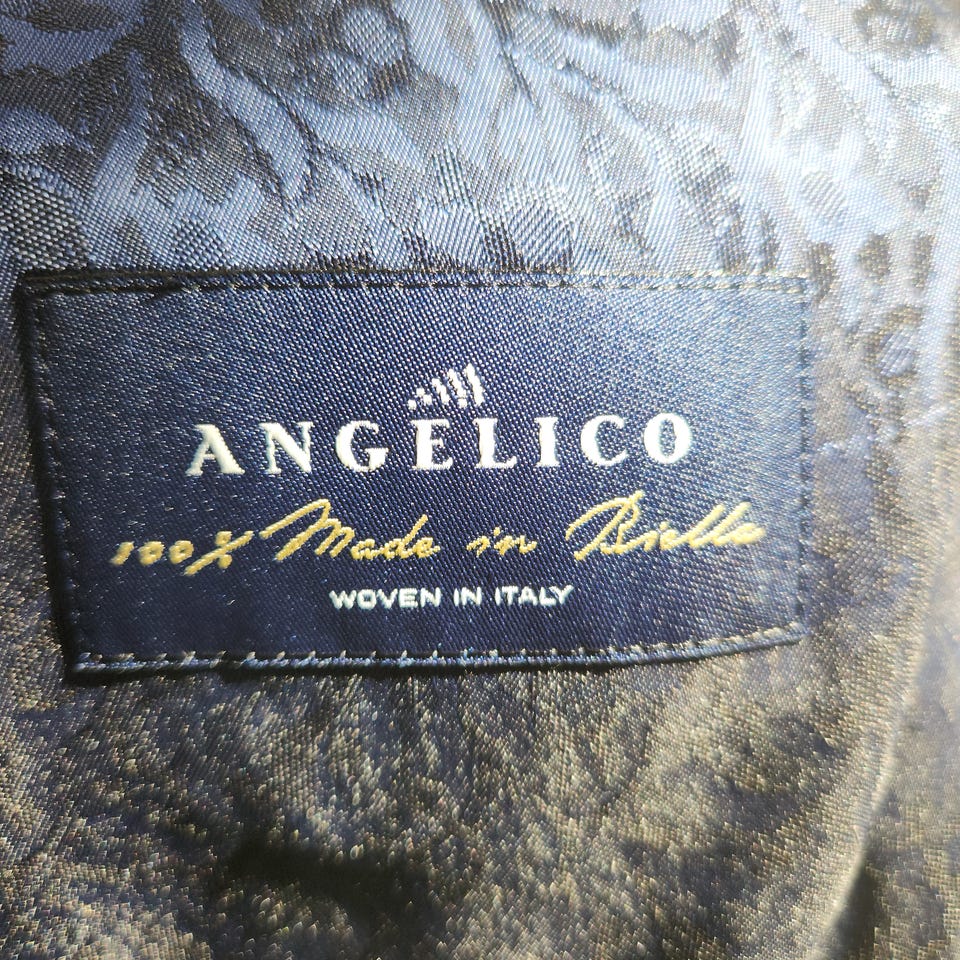 ANGELICO
100% Made in Biella
WOVEN IN ITALY